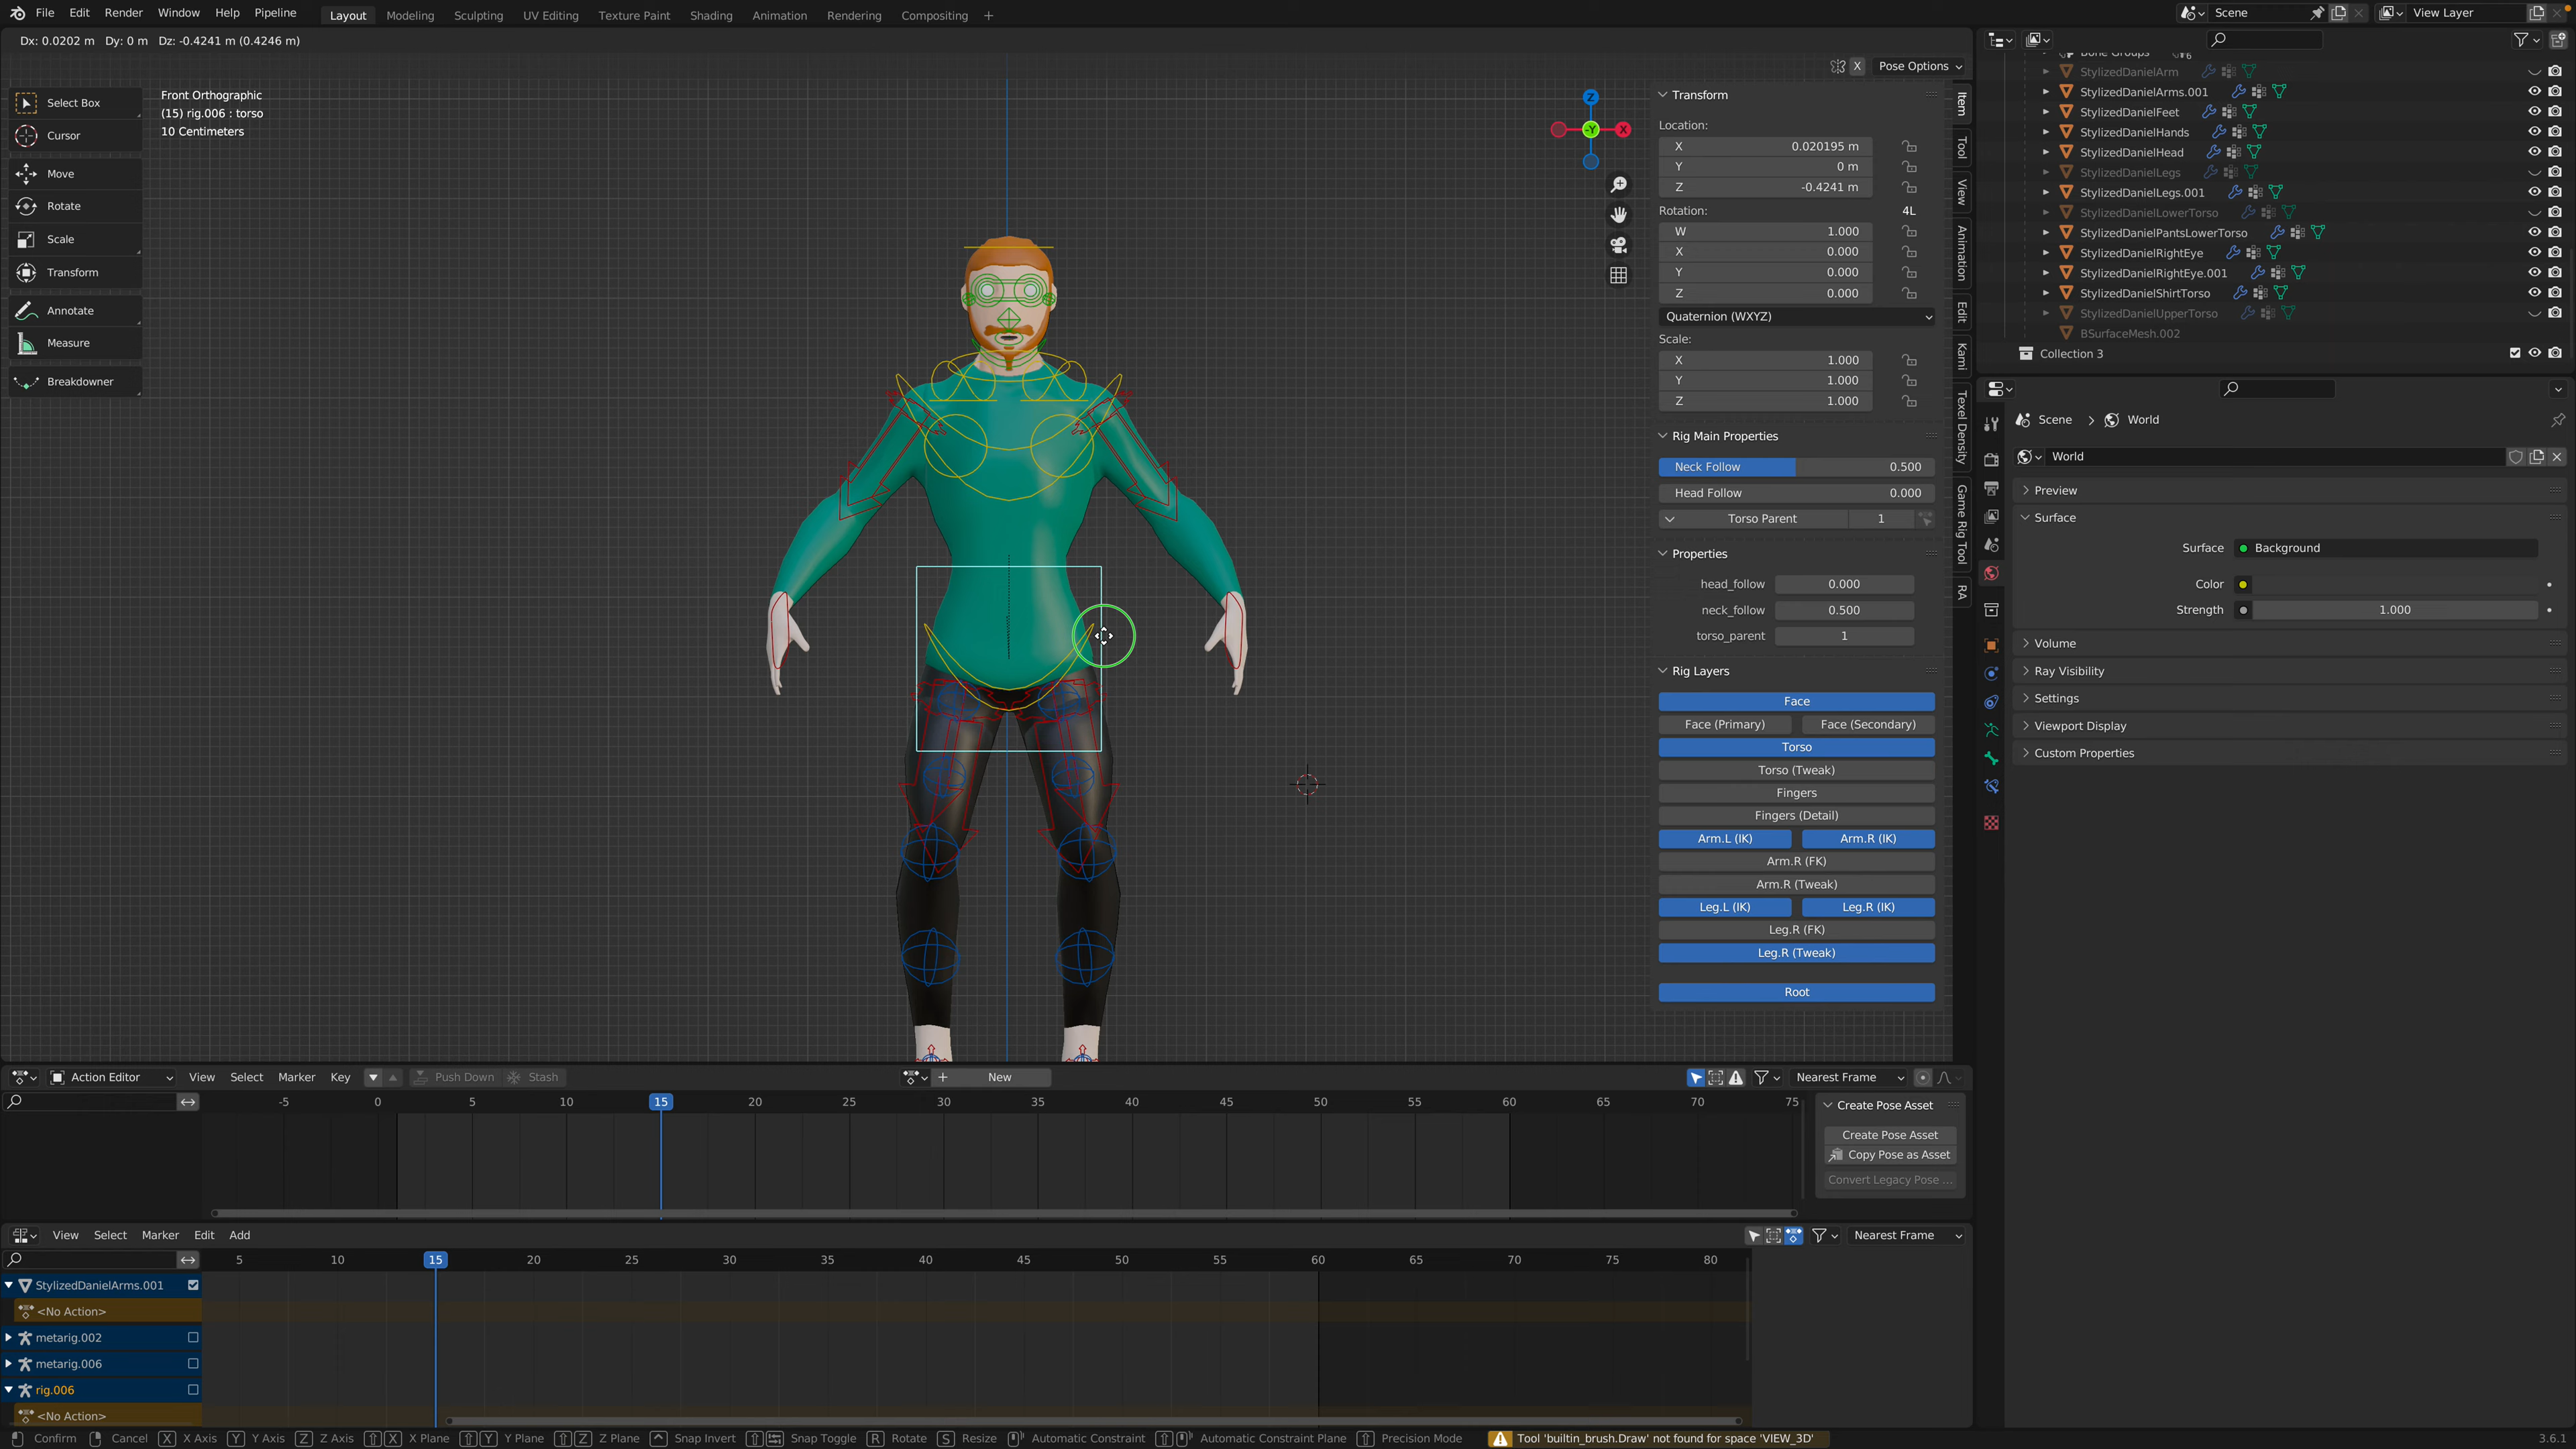 File Edit Render Window Help Pipeline Layout Modeling Sculpting UV Editing Texture Paint Shading Animation Rendering Compositing Scene View Layer
Dx: 0.0202 m Dy: 0 m Dz: -0.4241 m (0.4246 m)
X Pose Options
Select Box
Cursor
Move
Rotate
Scale
Transform
Annotate
Measure
Breakdowner
Front Orthographic
(15) rig.006 : torso
10 Centimeters
Z
-Y
X
Transform
Location:
X 0.020195 m
Y 0 m
Z -0.4241 m
Rotation: 4L
W 1.000
X 0.000
Y 0.000
Z 0.000
Quaternion (WXYZ)
Scale:
X 1.000
Y 1.000
Z 1.000
Rig Main Properties
Neck Follow 0.500
Head Follow 0.000
Torso Parent 1
Properties
head_follow 0.000
neck_follow 0.500
torso_parent 1
Rig Layers
Face
Face (Primary) Face (Secondary)
Torso
Torso (Tweak)
Fingers
Fingers (Detail)
Arm.L (IK) Arm.R (IK)
Arm.R (FK)
Arm.R (Tweak)
Leg.L (IK) Leg.R (IK)
Leg.R (FK)
Leg.R (Tweak)
Root
Item
Tool
View
Animation
Edit
Kami
Texel Density
Game Rig Tool
RA
Bone Groups
StylizedDanielArm
StylizedDanielArms.001
StylizedDanielFeet
StylizedDanielHands
StylizedDanielHead
StylizedDanielLegs
StylizedDanielLegs.001
StylizedDanielLowerTorso
StylizedDanielPantsLowerTorso
StylizedDanielRightEye
StylizedDanielRightEye.001
StylizedDanielShirtTorso
StylizedDanielUpperTorso
BSurfaceMesh.002
Collection 3
Scene > World
World
Preview
Surface
Surface Background
Color
Strength 1.000
Volume
Ray Visibility
Settings
Viewport Display
Custom Properties
Action Editor View Select Marker Key Push Down Stash New Nearest Frame
-5 0 5 10 15 20 25 30 35 40 45 50 55 60 65 70 75
Create Pose Asset
Create Pose Asset
Copy Pose as Asset
Convert Legacy Pose ...
View Select Marker Edit Add Nearest Frame
5 10 15 20 25 30 35 40 45 50 55 60 65 70 75 80
StylizedDanielArms.001
<No Action>
metarig.002
metarig.006
rig.006
<No Action>
Confirm Cancel X X Axis Y Y Axis Z Z Axis X X Plane Y Y Plane Z Z Plane Snap Invert Snap Toggle R Rotate S Resize Automatic Constraint Automatic Constraint Plane Precision Mode Tool 'builtin_brush.Draw' not found for space 'VIEW_3D' 3.6.1